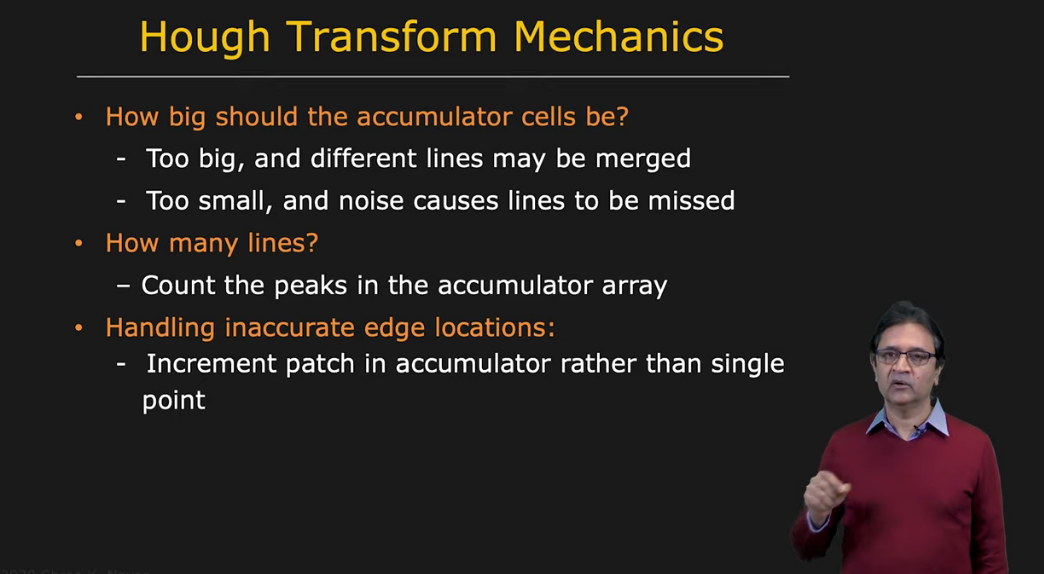 Hough Transform Mechanics
• How big should the accumulator cells be?
- Too big, and different lines may be merged
- Too small, and noise causes lines to be missed
• How many lines?
– Count the peaks in the accumulator array
• Handling inaccurate edge locations:
- Increment patch in accumulator rather than single
point